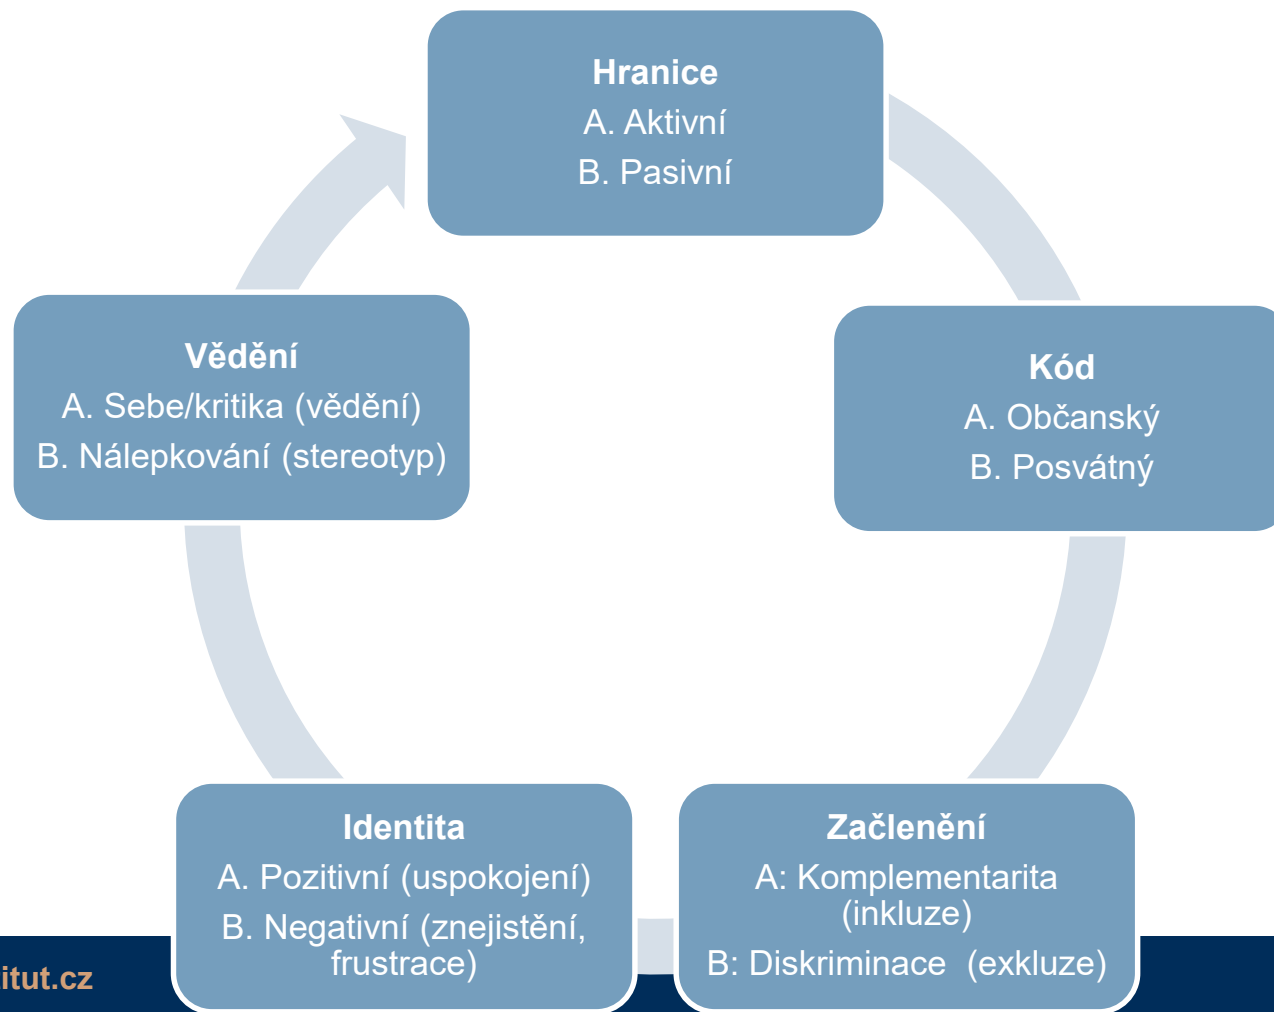 Hranice
A. Aktivní
B. Pasivní
Kód
A. Občanský
B. Posvátný
Začlenění
A: Komplementarita
(inkluze)
B: Diskriminace (exkluze)
Identita
A. Pozitivní (uspokojení)
B. Negativní (znejistění,
frustrace)
Vědění
A. Sebe/kritika (vědění)
B. Nálepkování (stereotyp)
titut.cz